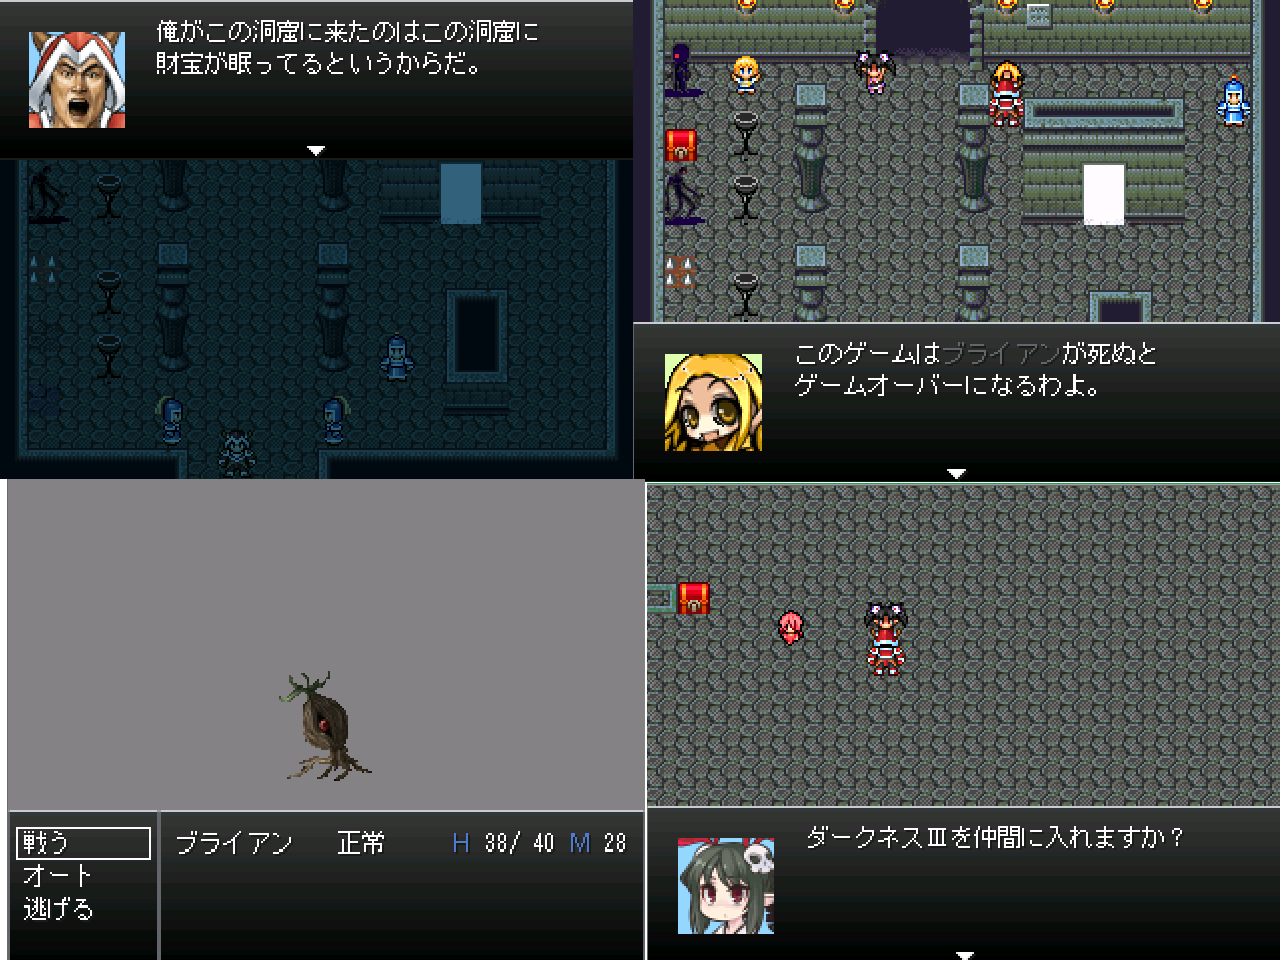 俺がこの洞窟に来たのはこの洞窟に
財宝が眠ってるというからだ。
このゲームはブライアンが死ぬと
ゲームオーバーになるわよ。
戦う
オート
逃げる
ブライアン 正常 H 38/ 40 M 28
ダークネスⅢを仲間に入れますか？